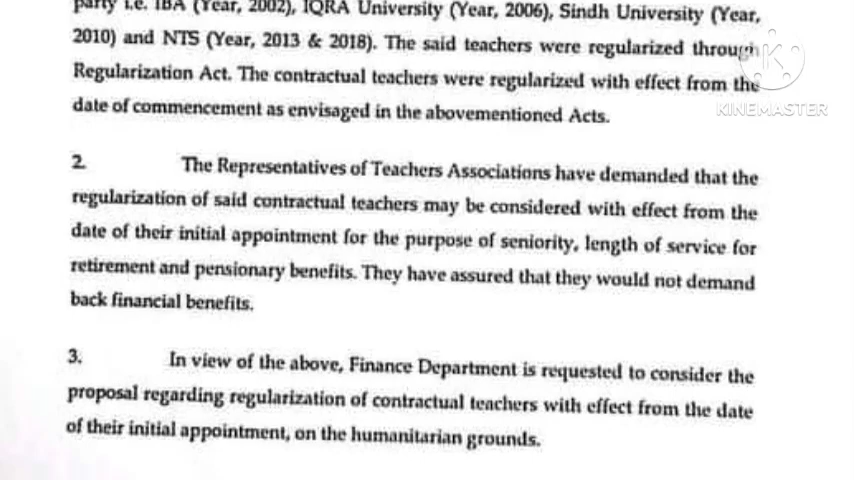 party i.e. IBA (Year, 2002), IQRA University (Year, 2006), Sindh University (Year,
2010) and NTS (Year, 2013 & 2018). The said teachers were regularized through
Regularization Act. The contractual teachers were regularized with effect from the
date of commencement as envisaged in the abovementioned Acts.
K
KINEMASTER
2. The Representatives of Teachers Associations have demanded that the
regularization of said contractual teachers may be considered with effect from the
date of their initial appointment for the purpose of seniority, length of service for
retirement and pensionary benefits. They have assured that they would not demand
back financial benefits.
3. In view of the above, Finance Department is requested to consider the
proposal regarding regularization of contractual teachers with effect from the date
of their initial appointment, on the humanitarian grounds.